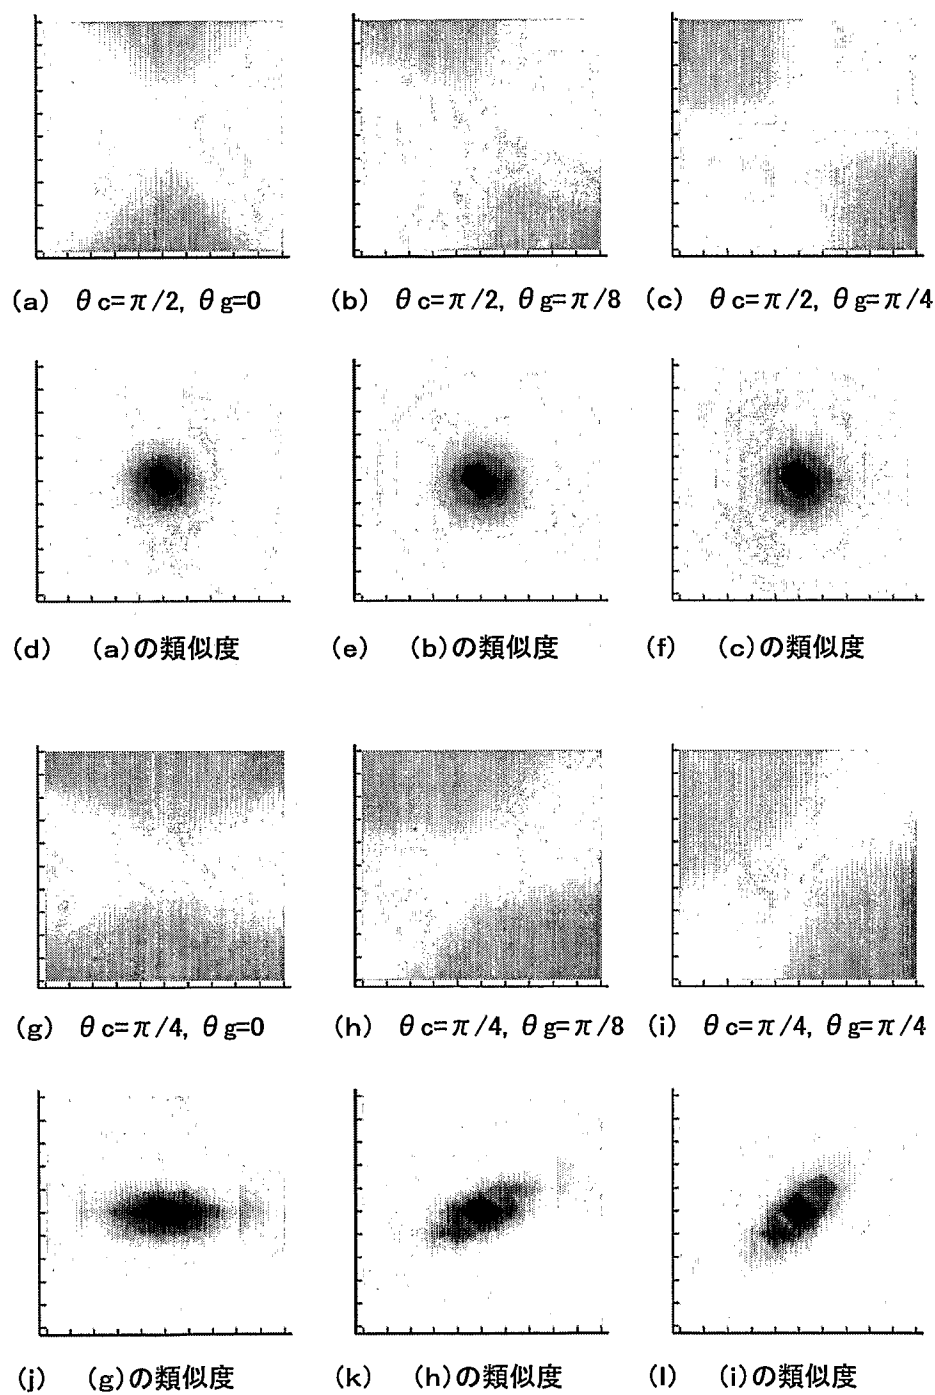 (a) θc=π/2, θg=0
(b) θc=π/2, θg=π/8
(c) θc=π/2, θg=π/4
(d) (a)の類似度
(e) (b)の類似度
(f) (c)の類似度
(g) θc=π/4, θg=0
(h) θc=π/4, θg=π/8
(i) θc=π/4, θg=π/4
(j) (g)の類似度
(k) (h)の類似度
(l) (i)の類似度